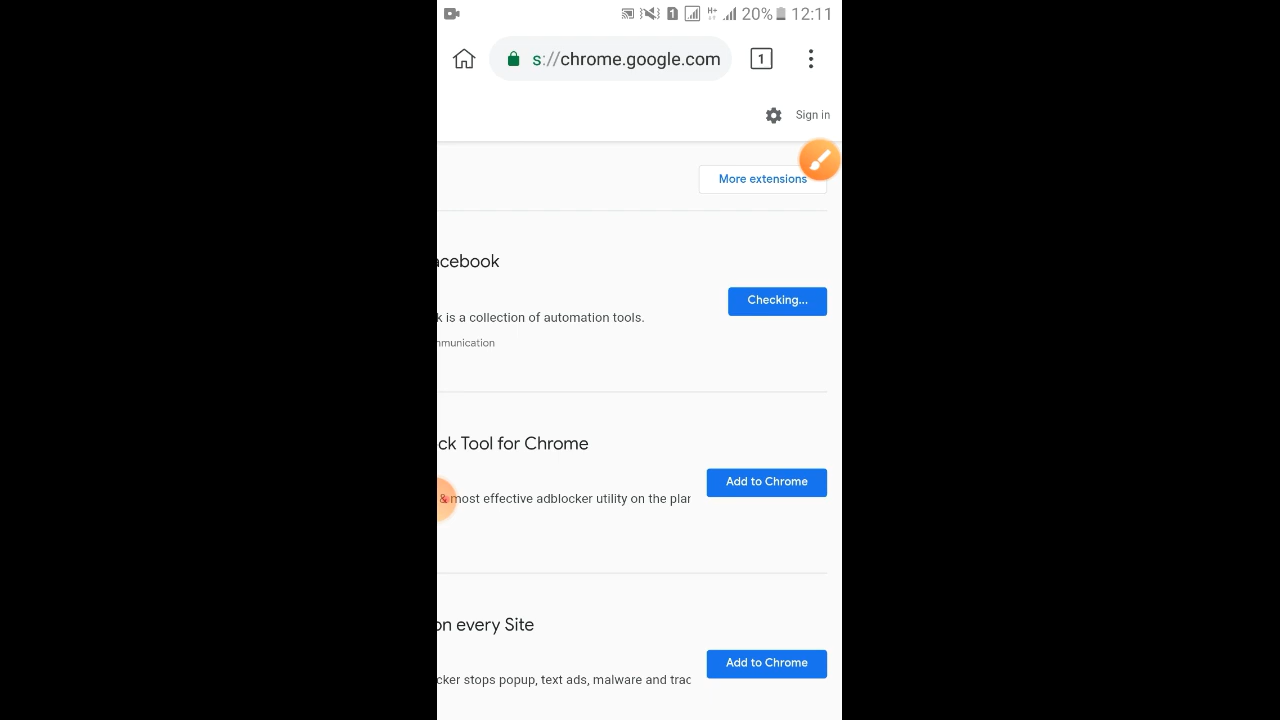 1 H+ 20% 12:11
s://chrome.google.com 1
Sign in
More extensions
acebook
Checking...
k is a collection of automation tools.
nmunication
ck Tool for Chrome
Add to Chrome
& most effective adblocker utility on the plar
on every Site
Add to Chrome
cker stops popup, text ads, malware and trac